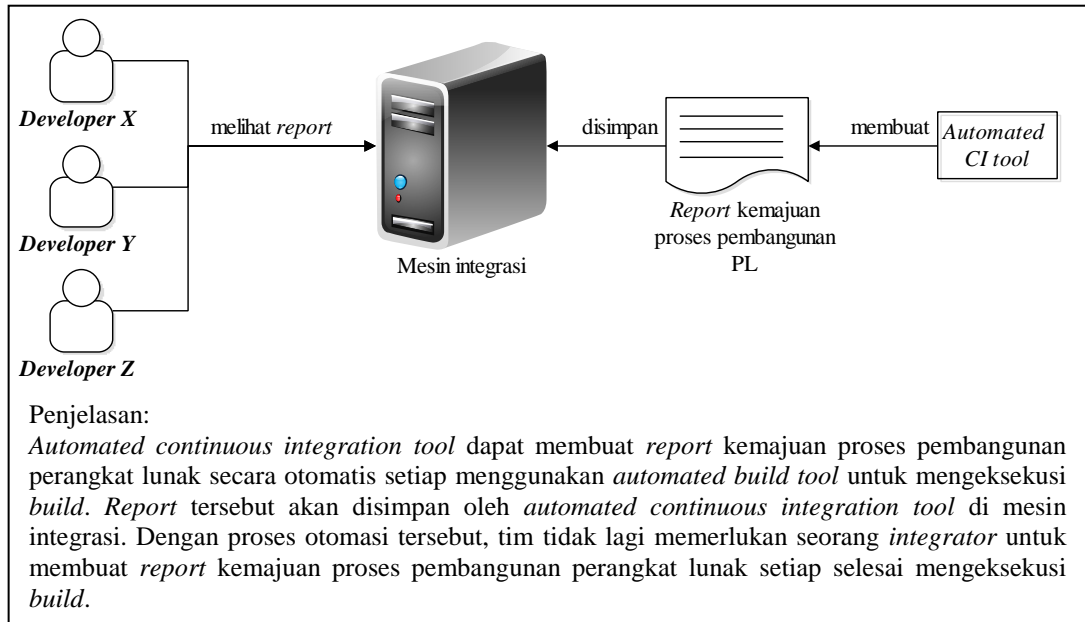 Developer X
melihat report
disimpan
membuat
Automated
CI tool
Developer Y
Report kemajuan
proses pembangunan
PL
Mesin integrasi
Developer Z
Penjelasan:
Automated continuous integration tool dapat membuat report kemajuan proses pembangunan
perangkat lunak secara otomatis setiap menggunakan automated build tool untuk mengeksekusi
build. Report tersebut akan disimpan oleh automated continuous integration tool di mesin
integrasi. Dengan proses otomasi tersebut, tim tidak lagi memerlukan seorang integrator untuk
membuat report kemajuan proses pembangunan perangkat lunak setiap selesai mengeksekusi
build.